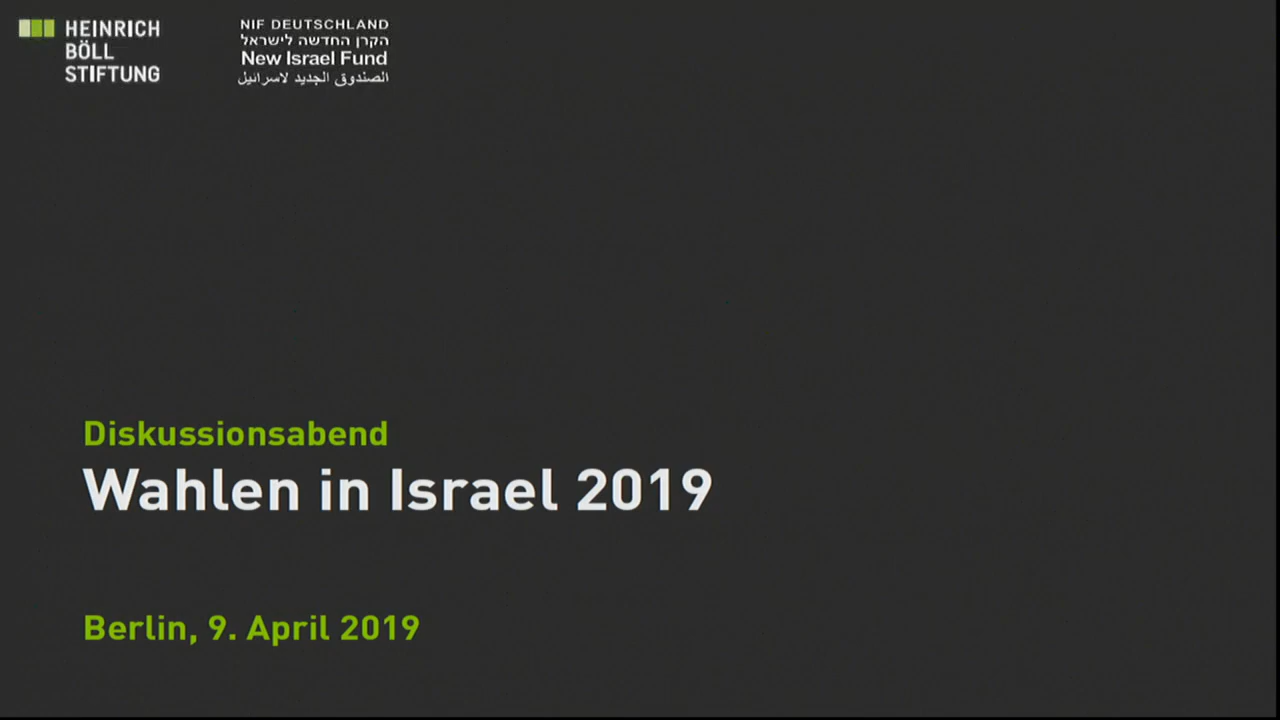 HEINRICH
BÖLL
STIFTUNG
NIF DEUTSCHLAND
הקרן החדשה לישראל
New Israel Fund
الصندوق الجديد لاسرائيل
Diskussionsabend
Wahlen in Israel 2019
Berlin, 9. April 2019